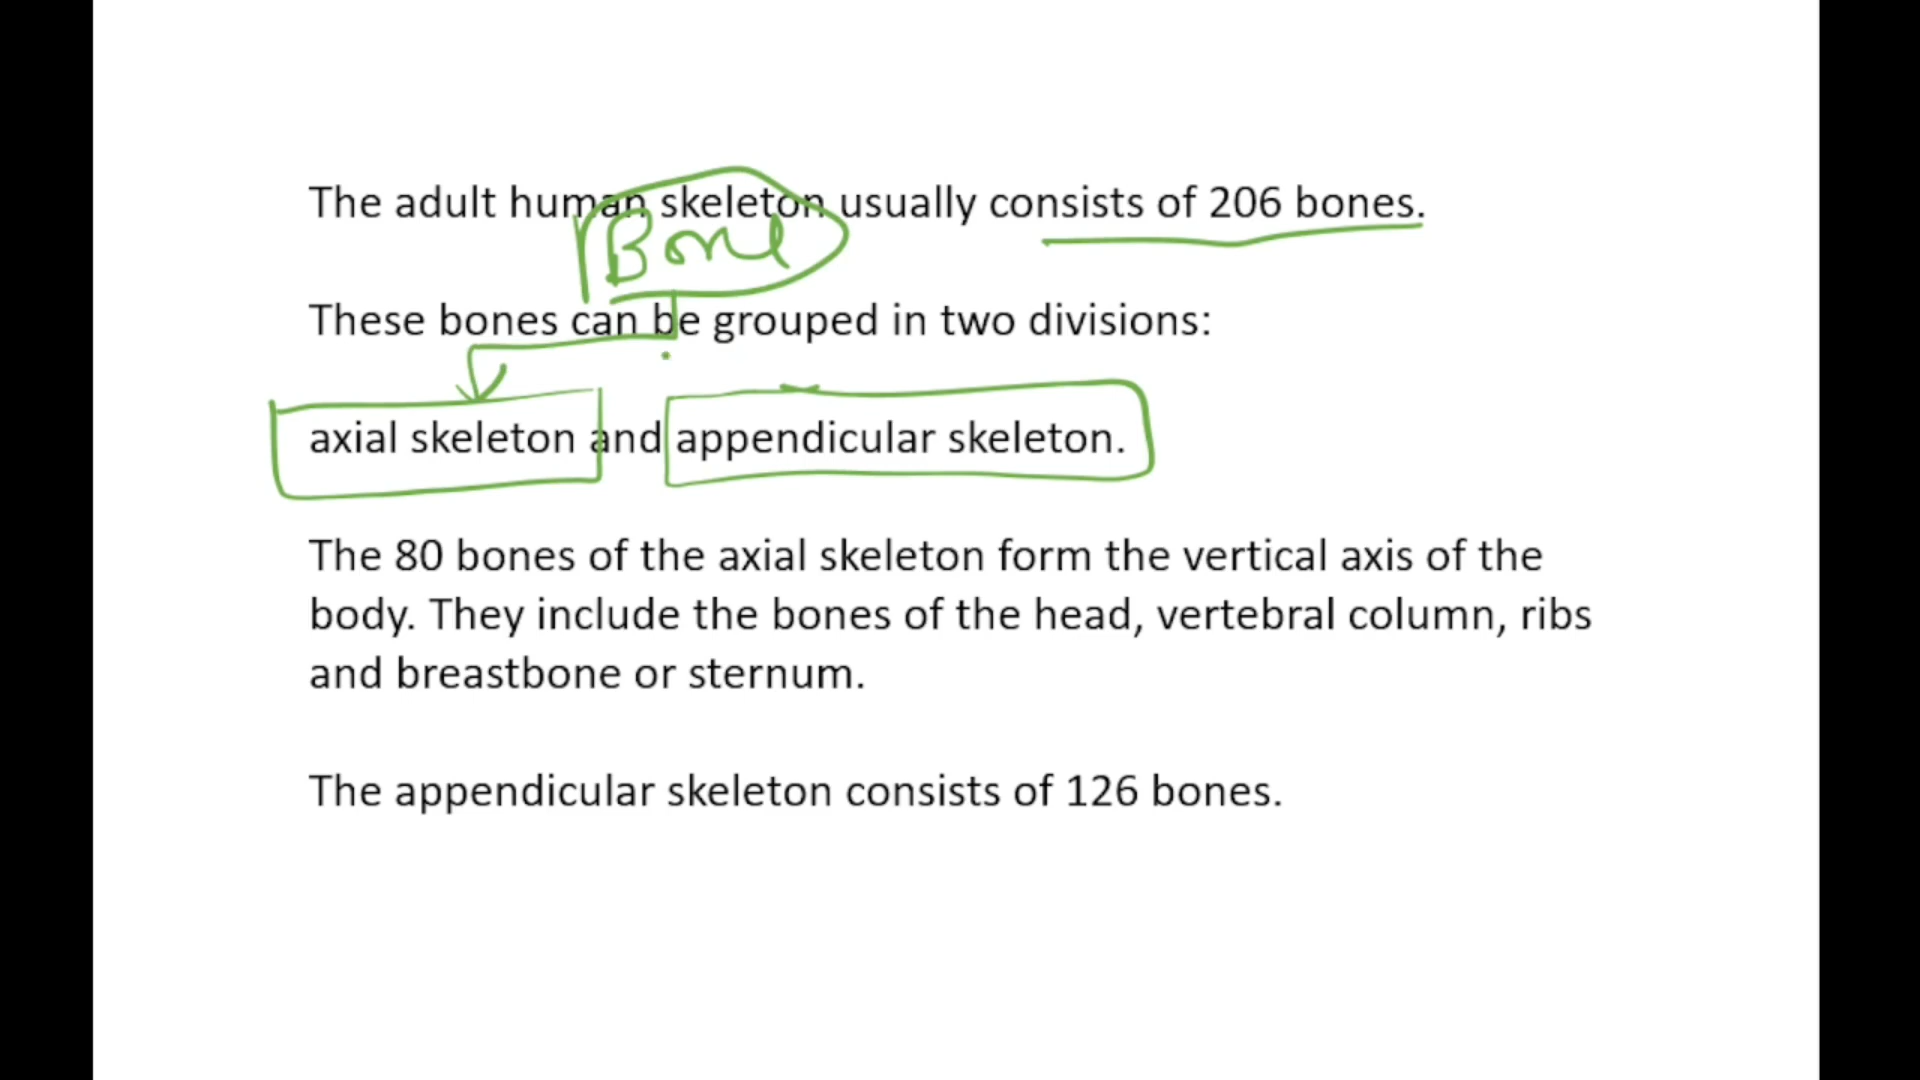 The adult human skeleton usually consists of 206 bones.
Bone
These bones can be grouped in two divisions:
axial skeleton and appendicular skeleton.
The 80 bones of the axial skeleton form the vertical axis of the
body. They include the bones of the head, vertebral column, ribs
and breastbone or sternum.
The appendicular skeleton consists of 126 bones.